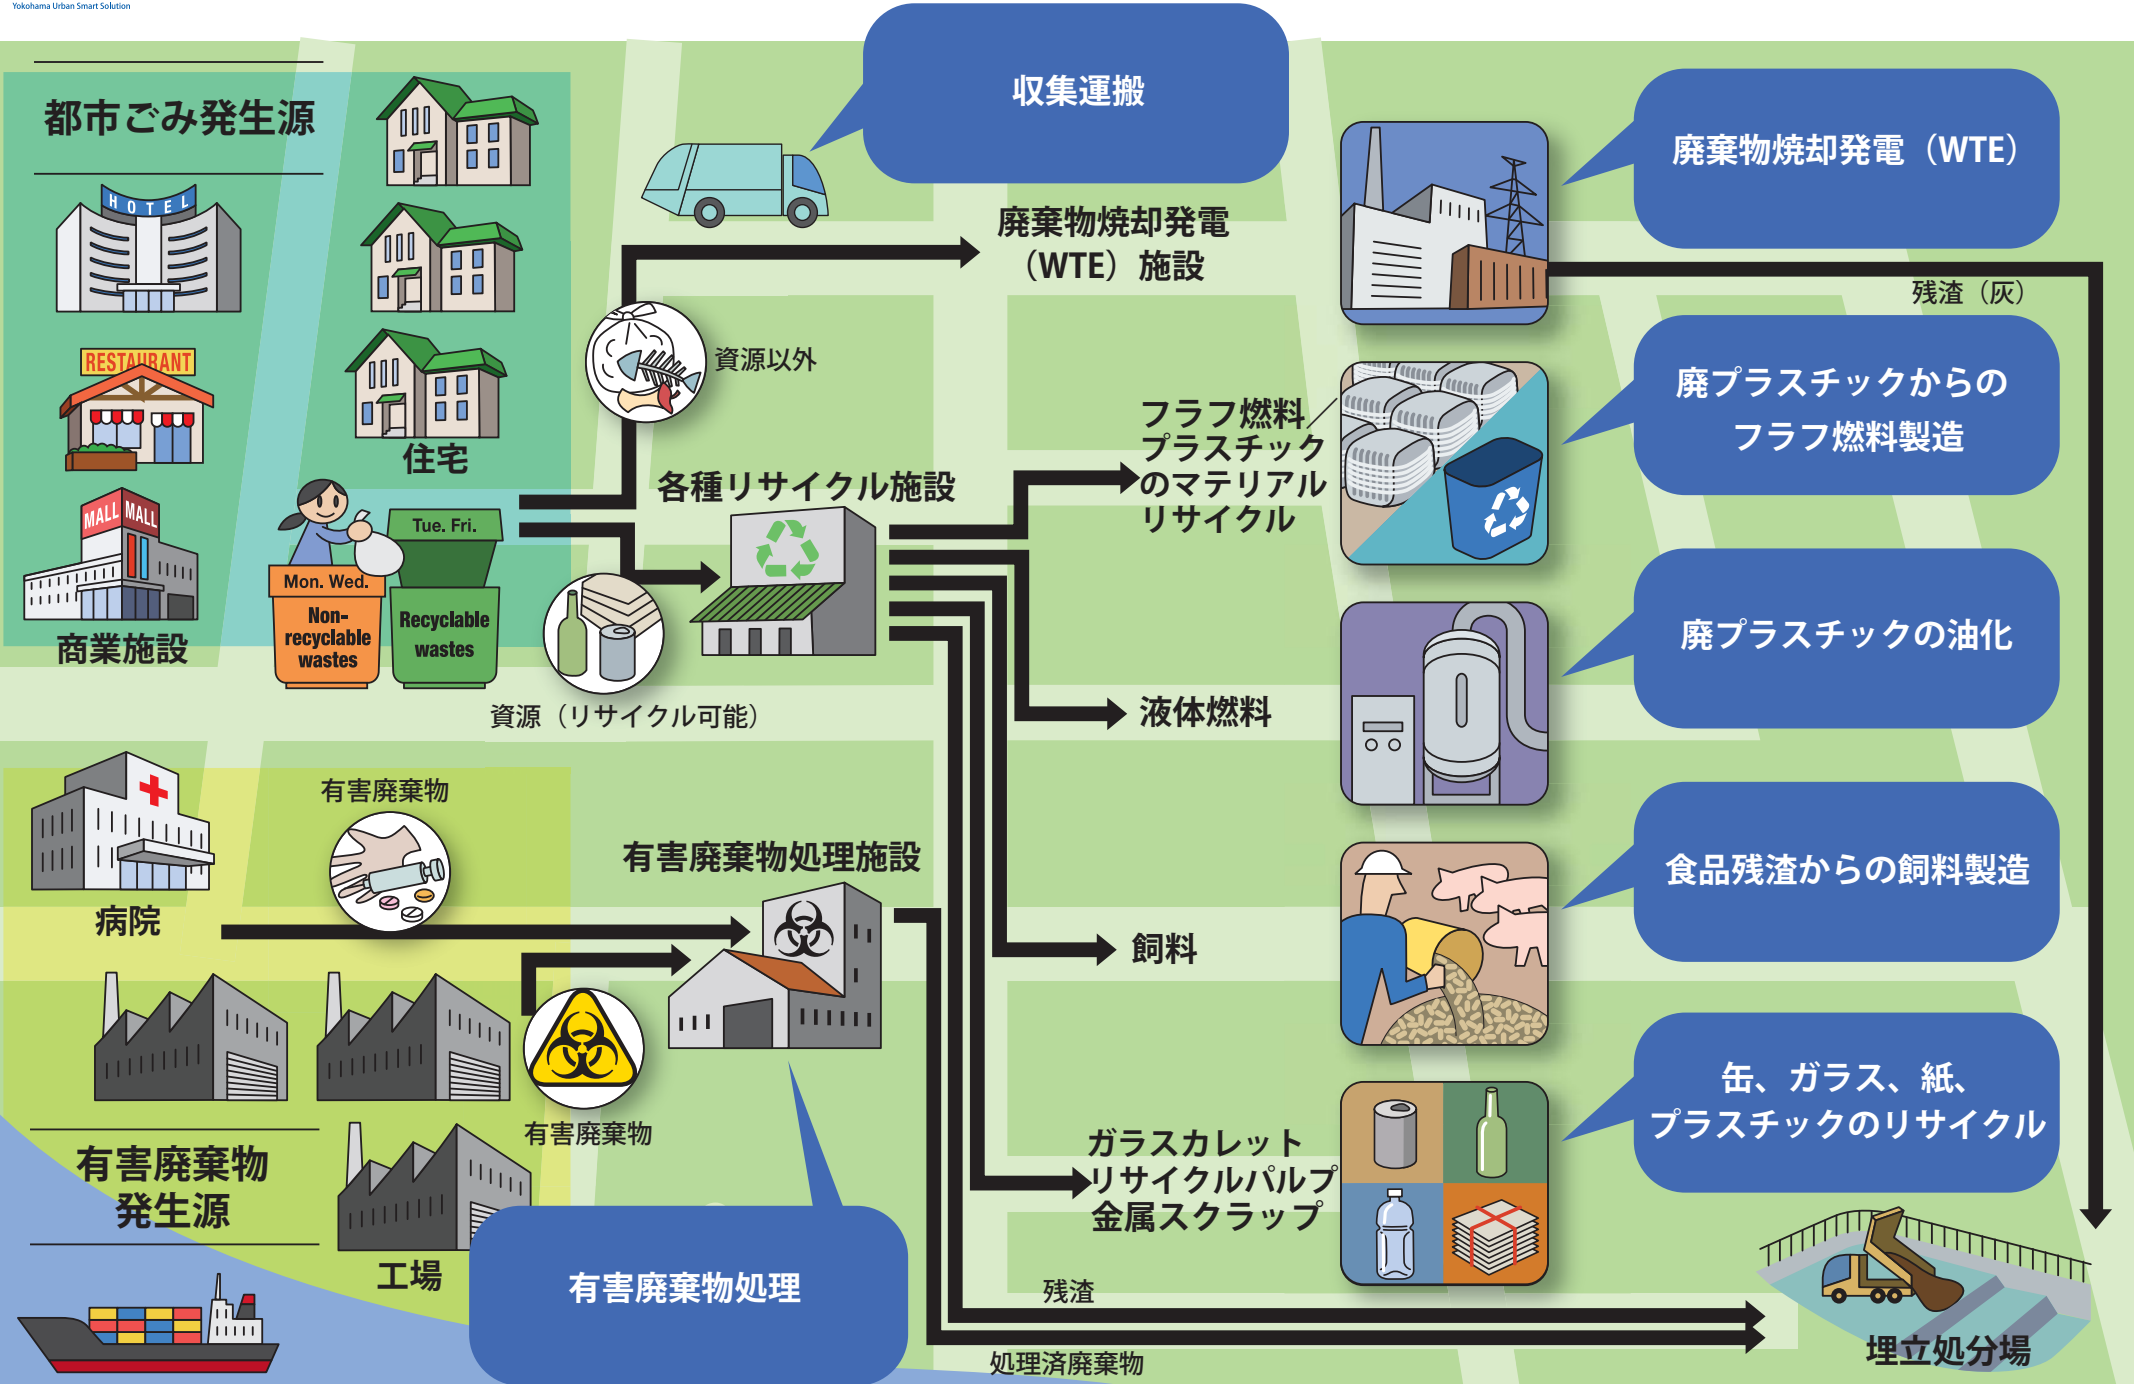 Yokohama Urban Smart Solution
都市ごみ発生源
HOTEL
RESTAURANT
MALL MALL
商業施設
住宅
Mon. Wed.
Non-
recyclable
wastes
Tue. Fri.
Recyclable
wastes
収集運搬
廃棄物焼却発電
（WTE）施設
資源以外
各種リサイクル施設
資源（リサイクル可能）
フラフ燃料
プラスチック
のマテリアル
リサイクル
液体燃料
飼料
ガラスカレット
リサイクルパルプ
金属スクラップ
廃棄物焼却発電（WTE）
残渣（灰）
廃プラスチックからの
フラフ燃料製造
廃プラスチックの油化
食品残渣からの飼料製造
缶、ガラス、紙、
プラスチックのリサイクル
病院
有害廃棄物
有害廃棄物処理施設
有害廃棄物
有害廃棄物
発生源
工場
有害廃棄物処理
残渣
処理済廃棄物
埋立処分場